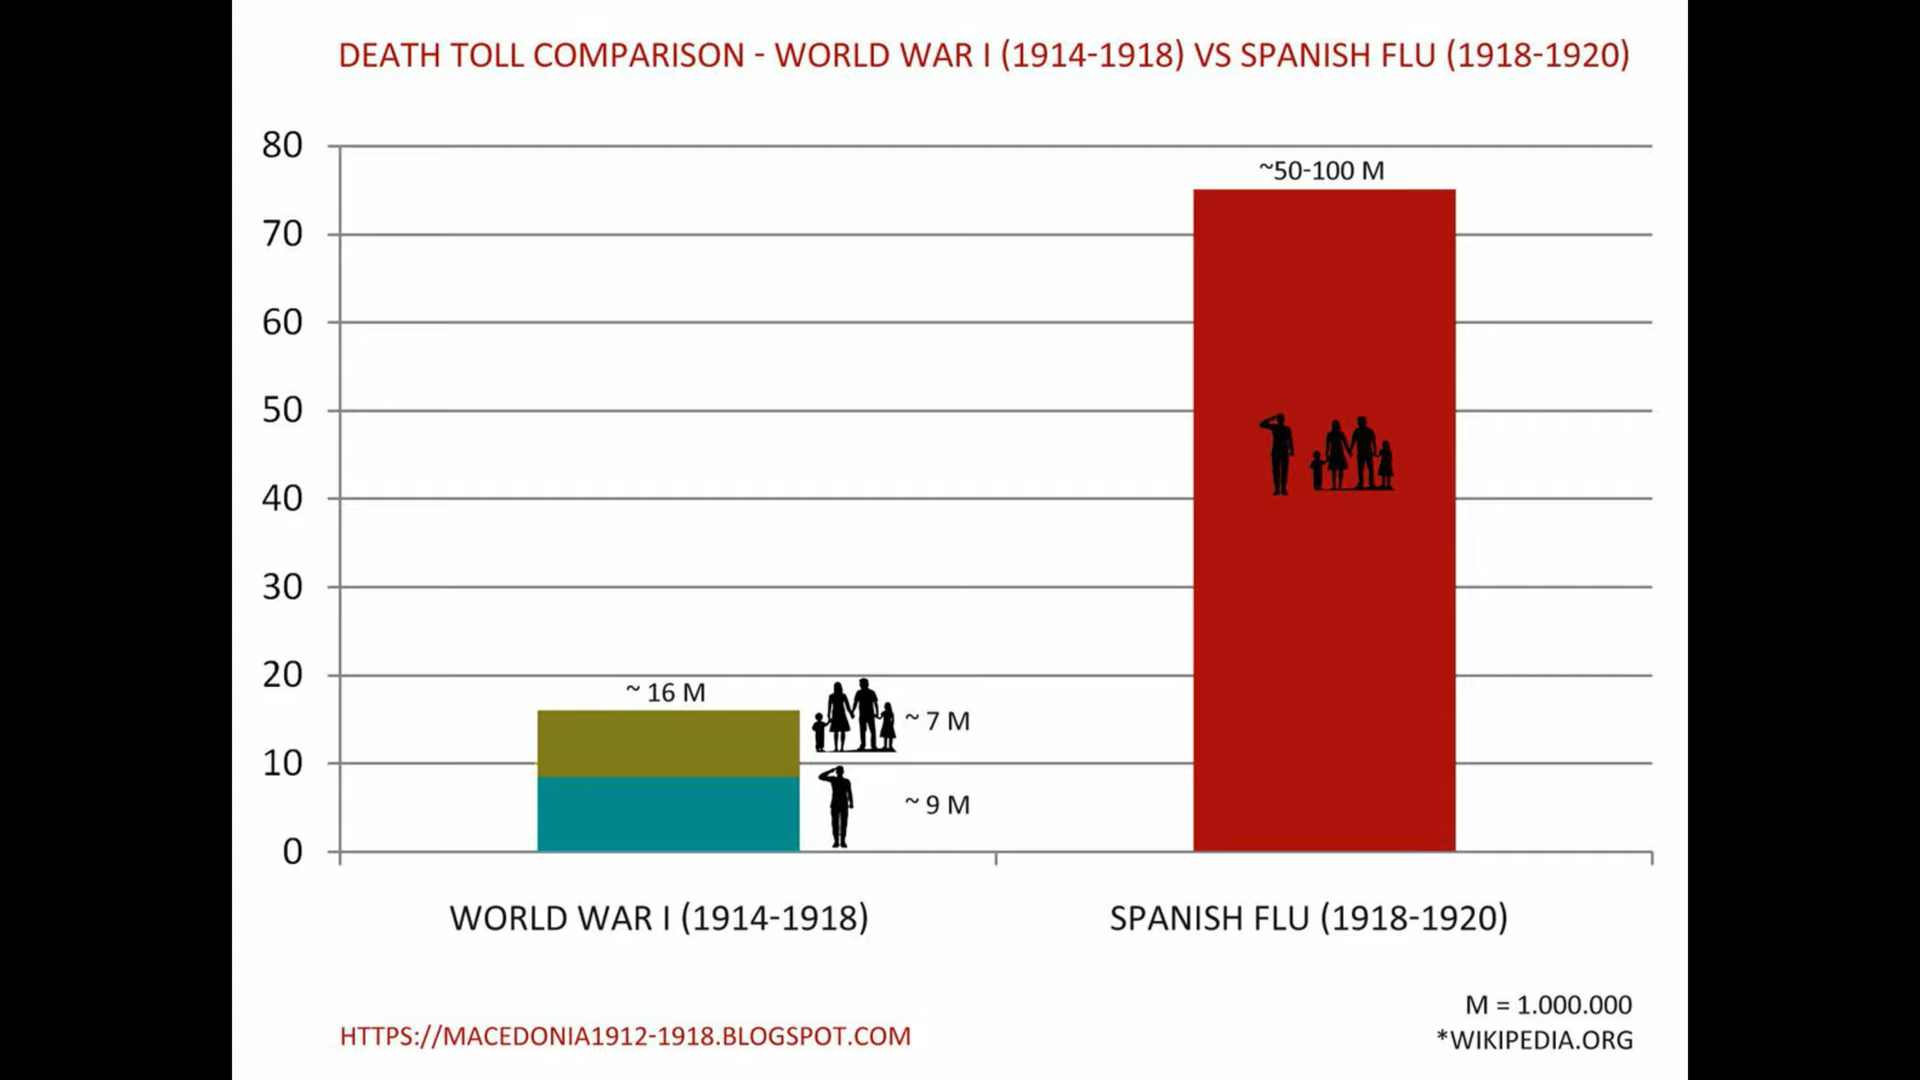 DEATH TOLL COMPARISON - WORLD WAR I (1914-1918) VS SPANISH FLU (1918-1920)
80
70
60
50
40
30
20
10
0
~50-100 M
~ 16 M
~ 7 M
~ 9 M
WORLD WAR I (1914-1918)
SPANISH FLU (1918-1920)
M = 1.000.000
HTTPS://MACEDONIA1912-1918.BLOGSPOT.COM
*WIKIPEDIA.ORG